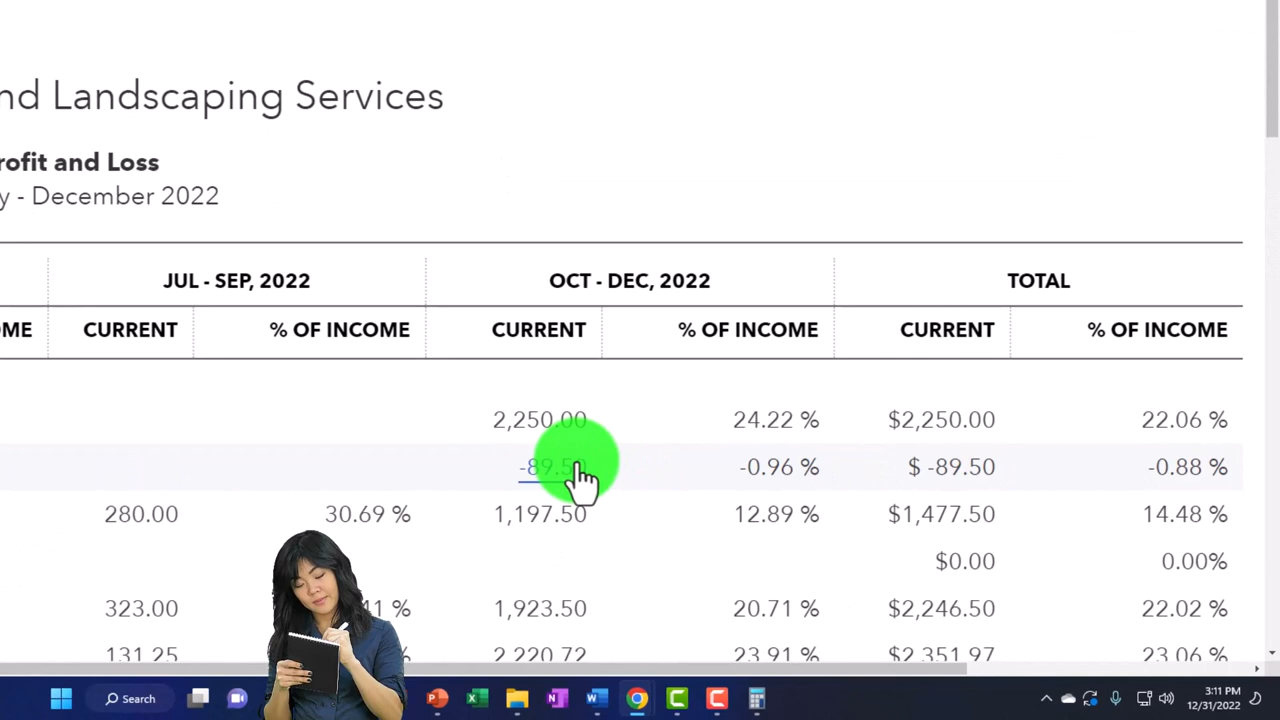 nd Landscaping Services
rofit and Loss
y - December 2022
JUL - SEP, 2022 OCT - DEC, 2022 TOTAL
OME CURRENT % OF INCOME CURRENT % OF INCOME CURRENT % OF INCOME
2,250.00 24.22 % $2,250.00 22.06 %
-89.50 -0.96 % $ -89.50 -0.88 %
280.00 30.69 % 1,197.50 12.89 % $1,477.50 14.48 %
$0.00 0.00%
323.00 41 % 1,923.50 20.71 % $2,246.50 22.02 %
131.25 2,220.72 23.91 % $2,351.97 23.06 %
Search
3:11 PM
12/31/2022